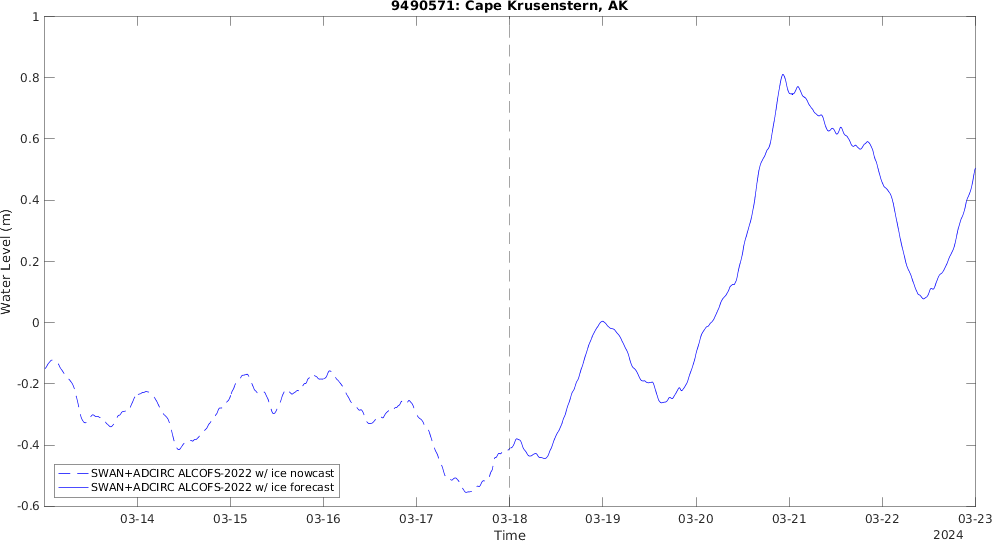 9490571: Cape Krusenstern, AK
1
0.8
0.6
0.4
0.2
0
-0.2
-0.4
-0.6
Water Level (m)
SWAN+ADCIRC ALCOFS-2022 w/ ice nowcast
SWAN+ADCIRC ALCOFS-2022 w/ ice forecast
03-14 03-15 03-16 03-17 03-18 03-19 03-20 03-21 03-22 03-23
Time
2024